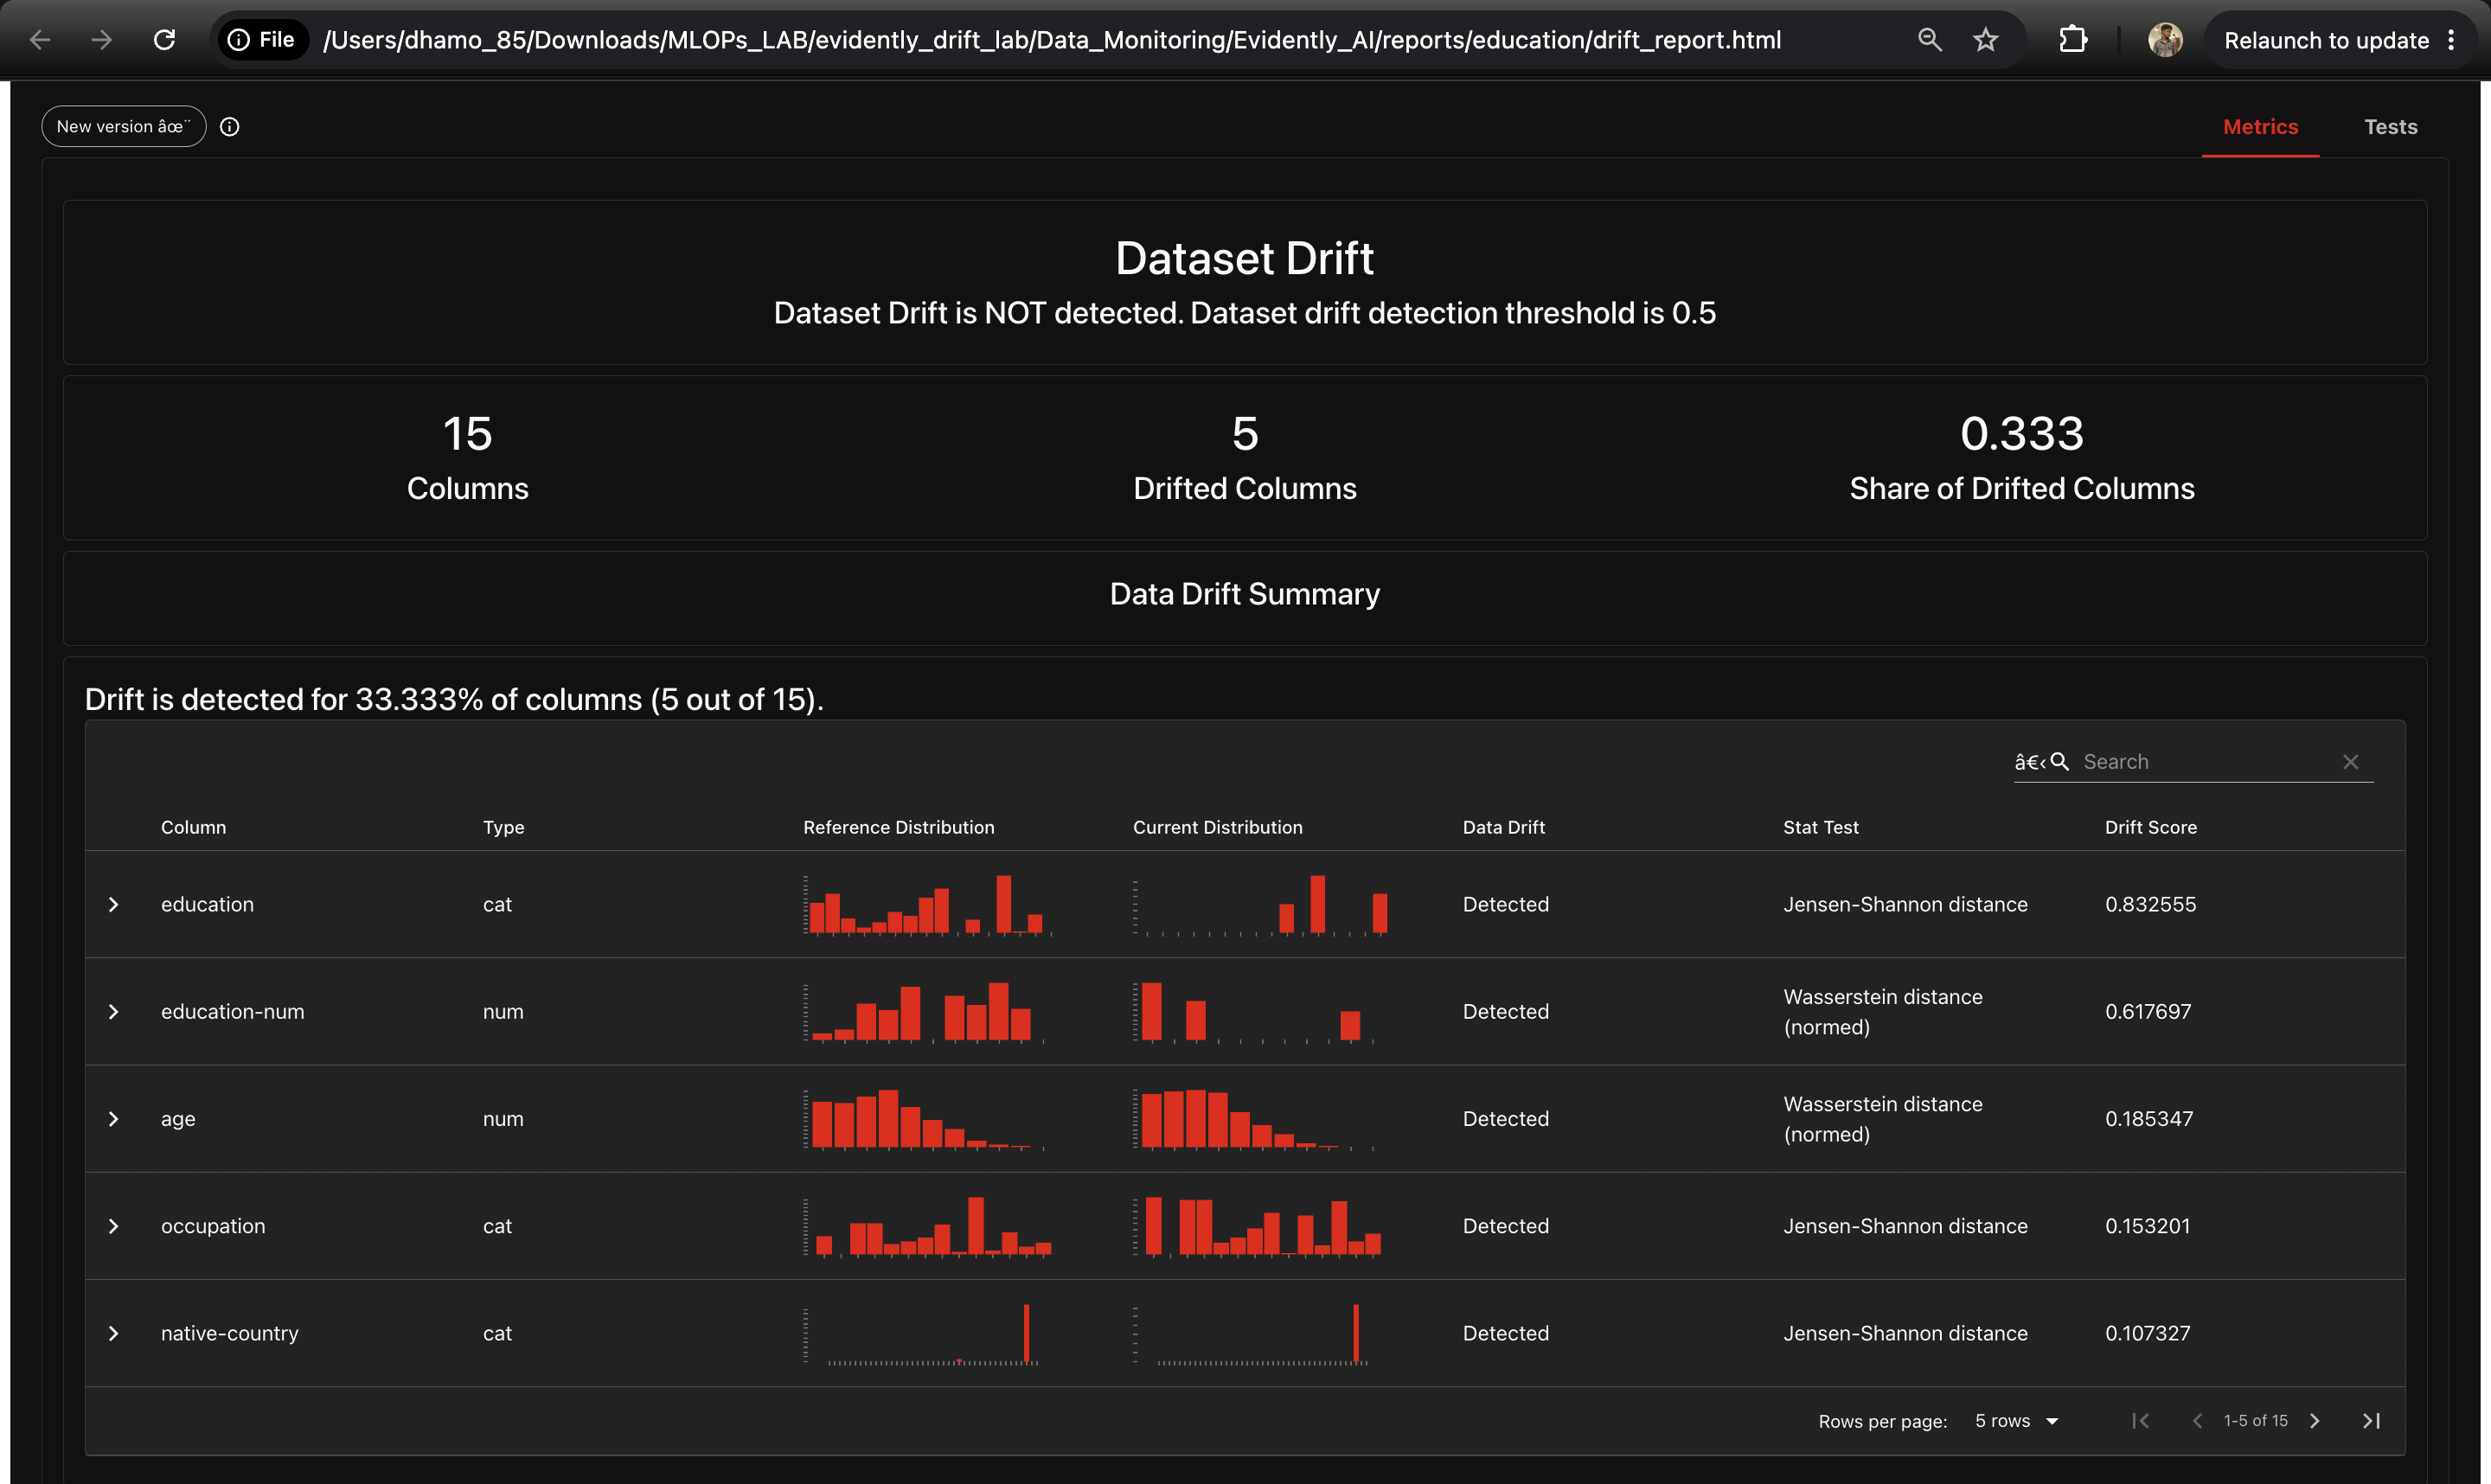 File /Users/dhamo_85/Downloads/MLOPs_LAB/evidently_drift_lab/Data_Monitoring/Evidently_AI/reports/education/drift_report.html Relaunch to update
New version âœ¨ Metrics Tests
Dataset Drift
Dataset Drift is NOT detected. Dataset drift detection threshold is 0.5
15 5 0.333
Columns Drifted Columns Share of Drifted Columns
Data Drift Summary
Drift is detected for 33.333% of columns (5 out of 15).
â€‹ Search
Column Type Reference Distribution Current Distribution Data Drift Stat Test Drift Score
education cat Detected Jensen-Shannon distance 0.832555
education-num num Detected Wasserstein distance (normed) 0.617697
age num Detected Wasserstein distance (normed) 0.185347
occupation cat Detected Jensen-Shannon distance 0.153201
native-country cat Detected Jensen-Shannon distance 0.107327
Rows per page: 5 rows 1-5 of 15